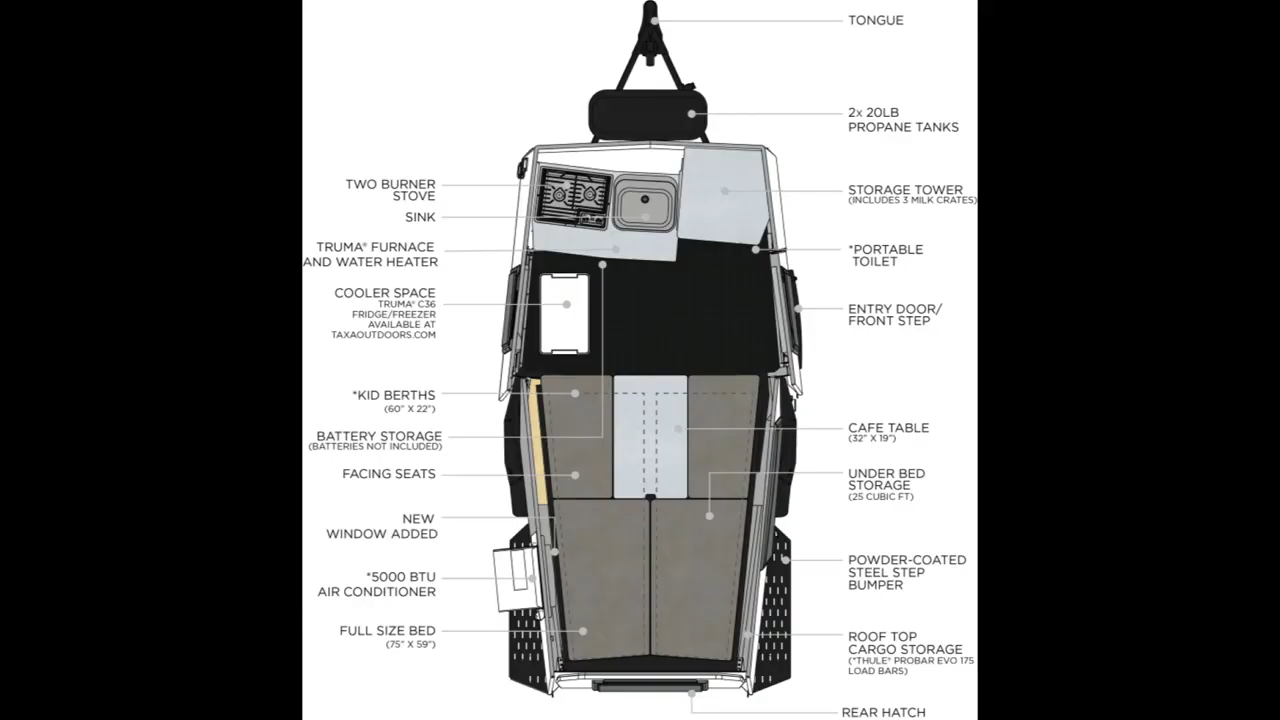 TONGUE
2x 20LB
PROPANE TANKS
TWO BURNER
STOVE
SINK
STORAGE TOWER
(INCLUDES 3 MILK CRATES)
TRUMA® FURNACE
AND WATER HEATER
*PORTABLE
TOILET
COOLER SPACE
TRUMA® C36
FRIDGE/FREEZER
AVAILABLE AT
TAXAOUTDOORS.COM
ENTRY DOOR/
FRONT STEP
*KID BERTHS
(60" X 22")
BATTERY STORAGE
(BATTERIES NOT INCLUDED)
CAFE TABLE
(32" X 19")
FACING SEATS
UNDER BED
STORAGE
(25 CUBIC FT)
NEW
WINDOW ADDED
*5000 BTU
AIR CONDITIONER
POWDER-COATED
STEEL STEP
BUMPER
FULL SIZE BED
(75" X 59")
ROOF TOP
CARGO STORAGE
(*THULE® PROBAR EVO 175
LOAD BARS)
REAR HATCH